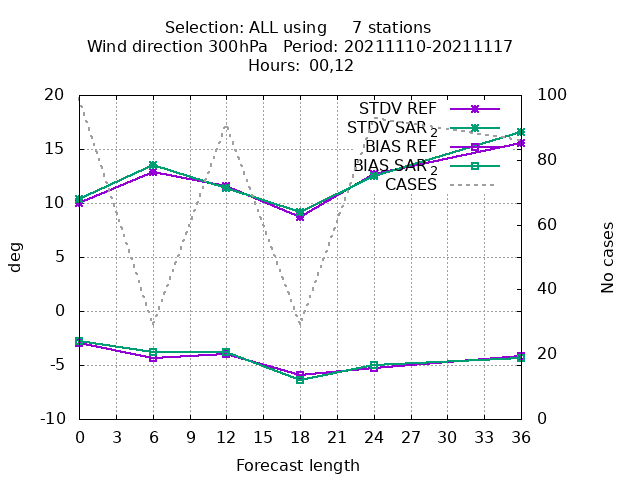 Selection: ALL using     7 stations
Wind direction 300hPa   Period: 20211110-20211117
Hours: 00,12
20
15
10
5
0
-5
-10
deg
100
80
60
40
20
0
No cases
STDV REF
STDV SAR2
BIAS REF
BIAS SAR2
CASES
0 3 6 9 12 15 18 21 24 27 30 33 36
Forecast length